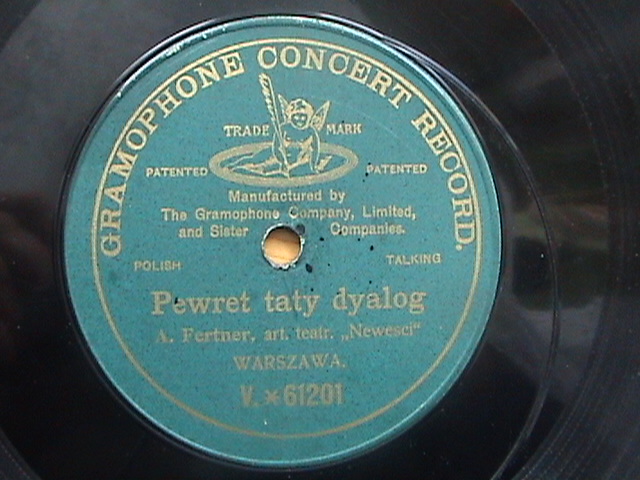 GRAMOPHONE CONCERT RECORD.
TRADE MARK
PATENTED PATENTED
Manufactured by
The Gramophone Company, Limited,
and Sister Companies.
POLISH TALKING
Pewret taty dyalog
A. Fertner, art. teatr. „Newesci"
WARSZAWA.
V. * 61201